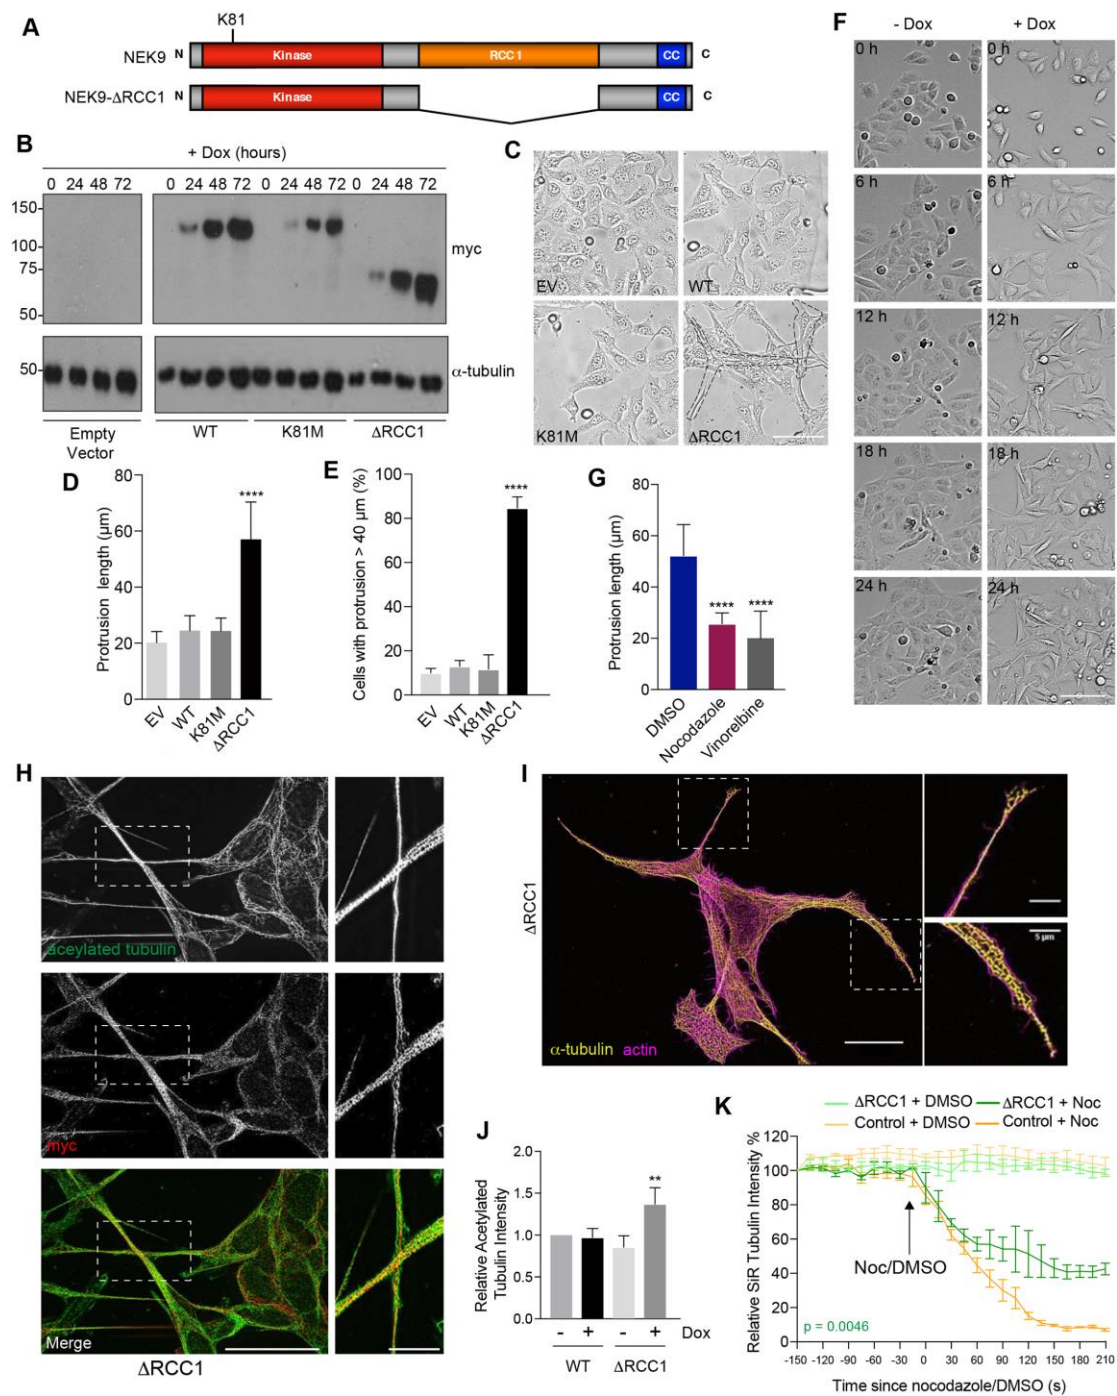 A
K81
NEK9 N Kinase RCC1 CC C
NEK9-ΔRCC1 N Kinase CC C
B
+ Dox (hours)
0 24 48 72 0 24 48 72 0 24 48 72 0 24 48 72
150
100
75
50
myc
50
α-tubulin
Empty Vector
WT
K81M
ΔRCC1
C
EV
WT
K81M
ΔRCC1
D
Protrusion length (µm)
80
60
40
20
0
****
EV
WT
K81M
ΔRCC1
E
Cells with protrusion > 40 µm (%)
100
80
60
40
20
0
****
EV
WT
K81M
ΔRCC1
F
- Dox + Dox
0 h 0 h
6 h 6 h
12 h 12 h
18 h 18 h
24 h 24 h
G
Protrusion length (µm)
80
60
40
20
0
**** ****
DMSO
Nocodazole
Vinorelbine
H
aceylated tubulin
myc
Merge
ΔRCC1
I
ΔRCC1
α-tubulin actin
5 µm
J
Relative Acetylated
Tubulin Intensity
2.0
1.5
1.0
0.5
0.0
**
- + - + Dox
WT ΔRCC1
K
ΔRCC1 + DMSO ΔRCC1 + Noc
Control + DMSO Control + Noc
Relative SiR Tubulin Intensity %
120
100
80
60
40
20
0
Noc/DMSO
p = 0.0046
-150 -120 -90 -60 -30 0 30 60 90 120 150 180 210
Time since nocodazole/DMSO (s)